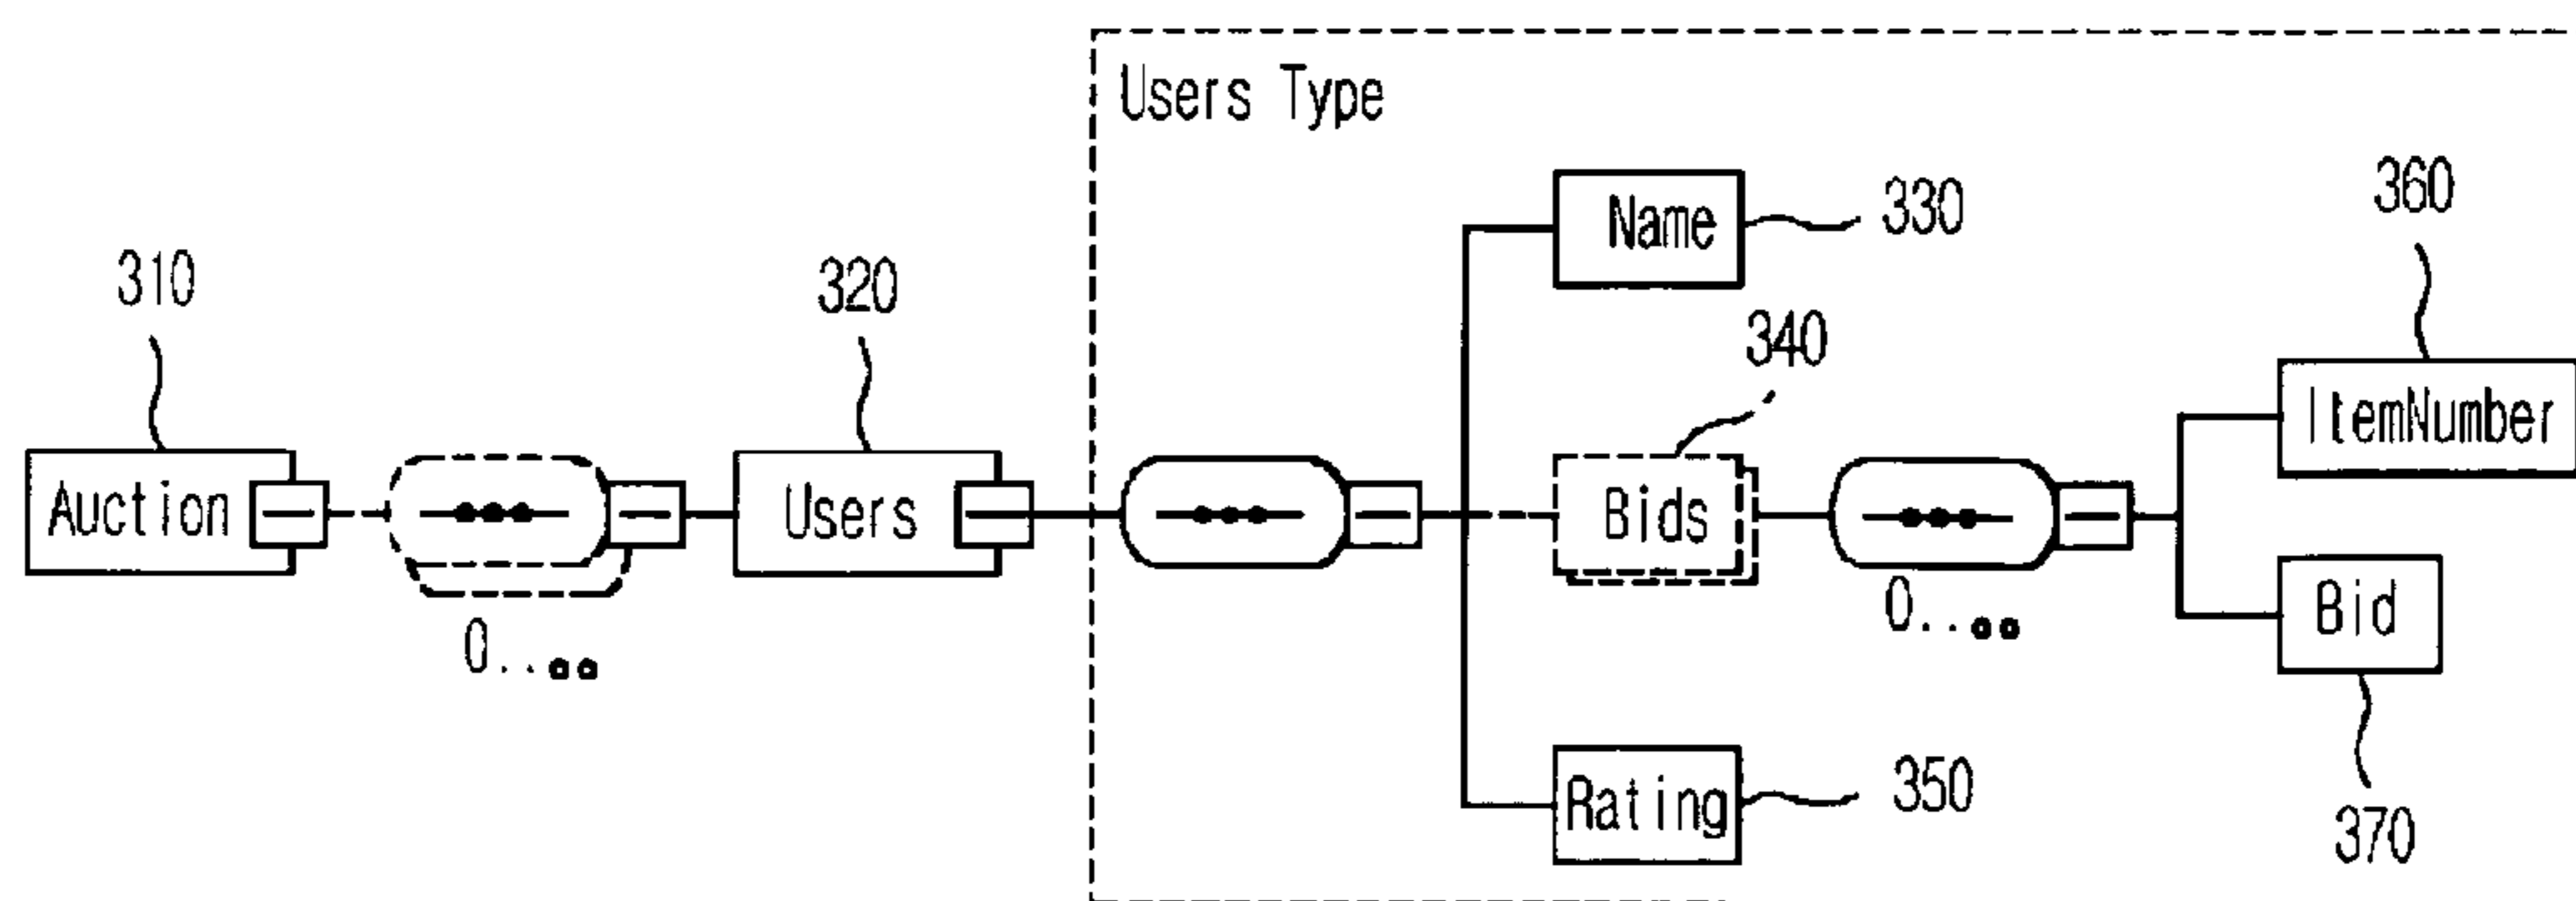 Users Type
Name
330
360
310
320
340
ItemNumber
Auction
Users
Bids
0..∞
0..∞
Bid
Rating
350
370